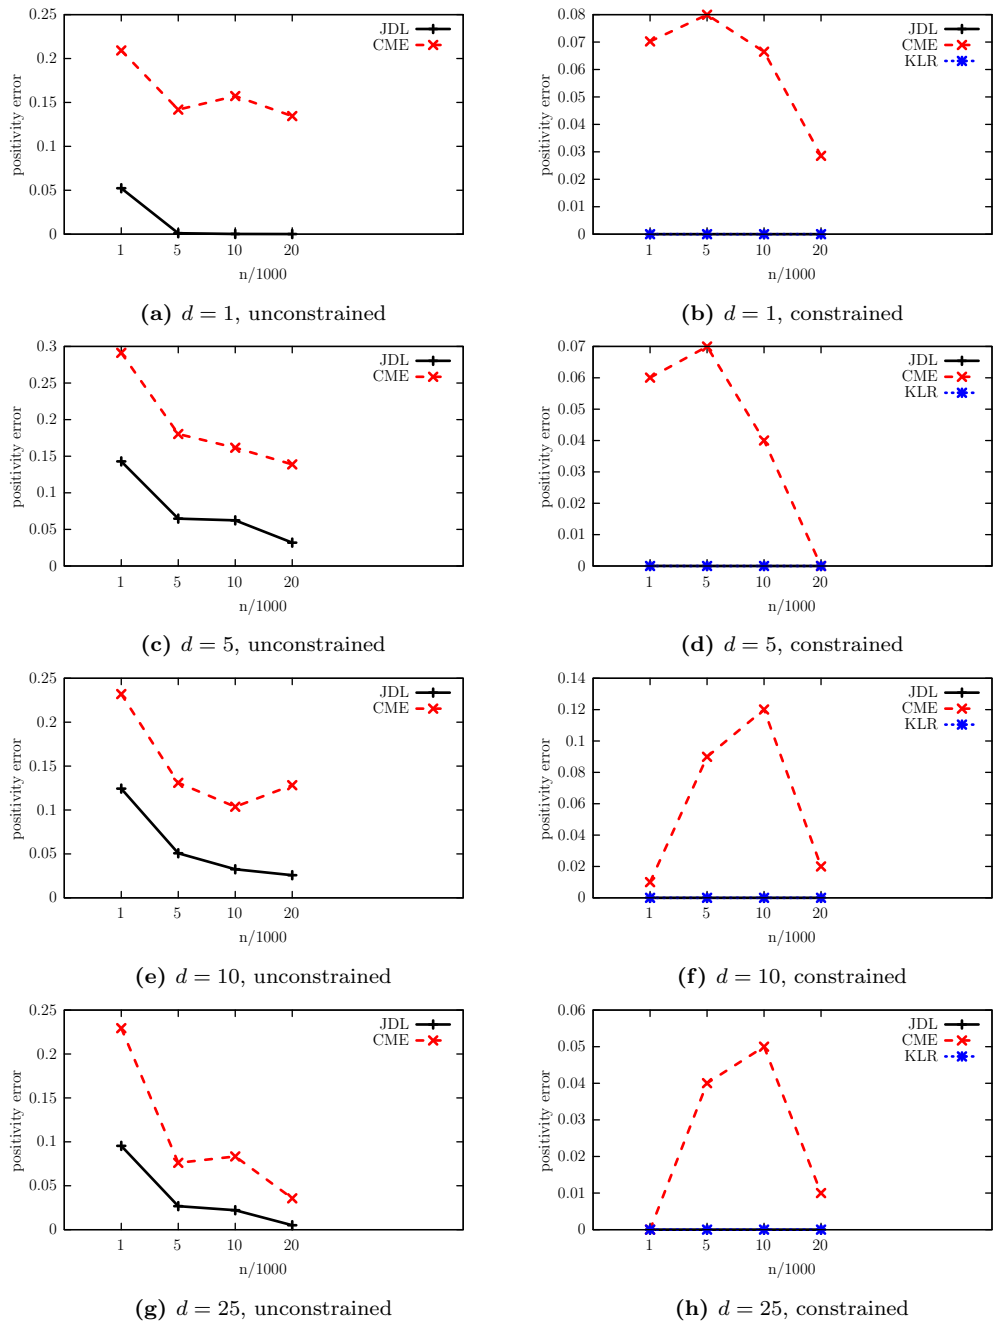 0.25
0.2
0.15
0.1
0.05
0
positivity error
1 5 10 20
n/1000
JDL
CME
(a) d = 1, unconstrained
0.08
0.07
0.06
0.05
0.04
0.03
0.02
0.01
0
positivity error
1 5 10 20
n/1000
JDL
CME
KLR
(b) d = 1, constrained
0.3
0.25
0.2
0.15
0.1
0.05
0
positivity error
1 5 10 20
n/1000
JDL
CME
(c) d = 5, unconstrained
0.07
0.06
0.05
0.04
0.03
0.02
0.01
0
positivity error
1 5 10 20
n/1000
JDL
CME
KLR
(d) d = 5, constrained
0.25
0.2
0.15
0.1
0.05
0
positivity error
1 5 10 20
n/1000
JDL
CME
(e) d = 10, unconstrained
0.14
0.12
0.1
0.08
0.06
0.04
0.02
0
positivity error
1 5 10 20
n/1000
JDL
CME
KLR
(f) d = 10, constrained
0.25
0.2
0.15
0.1
0.05
0
positivity error
1 5 10 20
n/1000
JDL
CME
(g) d = 25, unconstrained
0.06
0.05
0.04
0.03
0.02
0.01
0
positivity error
1 5 10 20
n/1000
JDL
CME
KLR
(h) d = 25, constrained